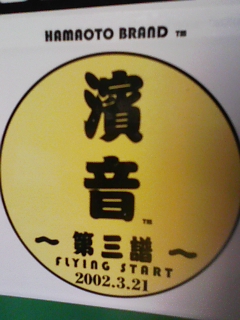 HAMAOTO BRAND ™
濱
音™
～第三譜～
FLYING START
2002.3.21